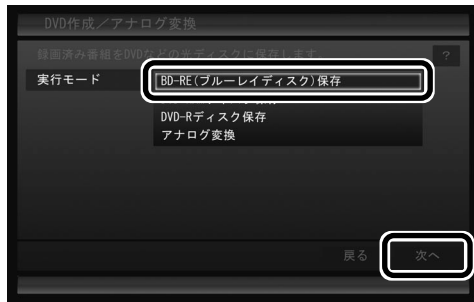 DVD作成／アナログ変換
録画済み番組をDVDなどの光ディスクに保存します。
?
実行モード
BD-RE(ブルーレイディスク)保存
DVD-Rディスク保存
アナログ変換
戻る
次へ